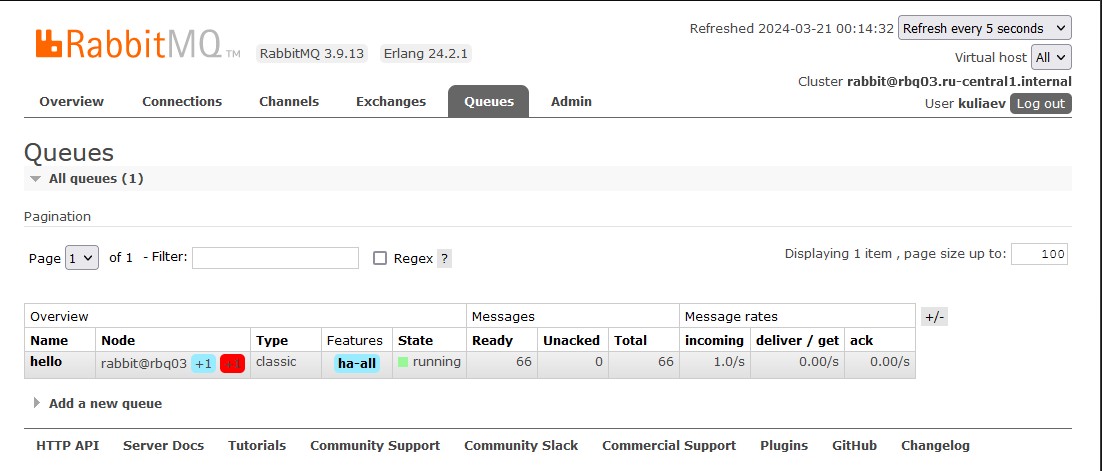 Refreshed 2024-03-21 00:14:32 Refresh every 5 seconds
RabbitMQ TM RabbitMQ 3.9.13 Erlang 24.2.1
Virtual host All
Cluster rabbit@rbq03.ru-central1.internal
User kuliaev Log out
Overview Connections Channels Exchanges Queues Admin
Queues
All queues (1)
Pagination
Page 1 of 1 - Filter: Regex ? Displaying 1 item , page size up to: 100
Overview Messages Message rates +/-
Name Node Type Features State Ready Unacked Total incoming deliver / get ack
hello rabbit@rbq03 +1 +1 classic ha-all running 66 0 66 1.0/s 0.00/s 0.00/s
Add a new queue
HTTP API Server Docs Tutorials Community Support Community Slack Commercial Support Plugins GitHub Changelog